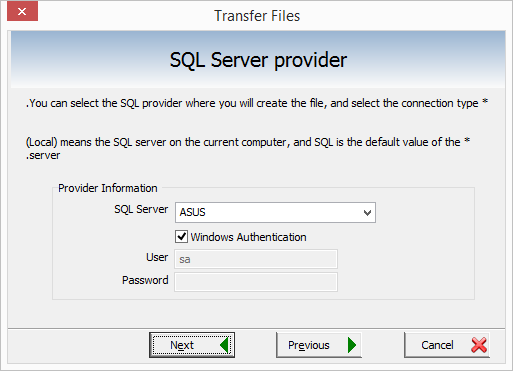 Transfer Files
SQL Server provider
.You can select the SQL provider where you will create the file, and select the connection type *
(Local) means the SQL server on the current computer, and SQL is the default value of the *
.server
Provider Information
SQL Server ASUS
Windows Authentication
User sa
Password
Next Previous Cancel